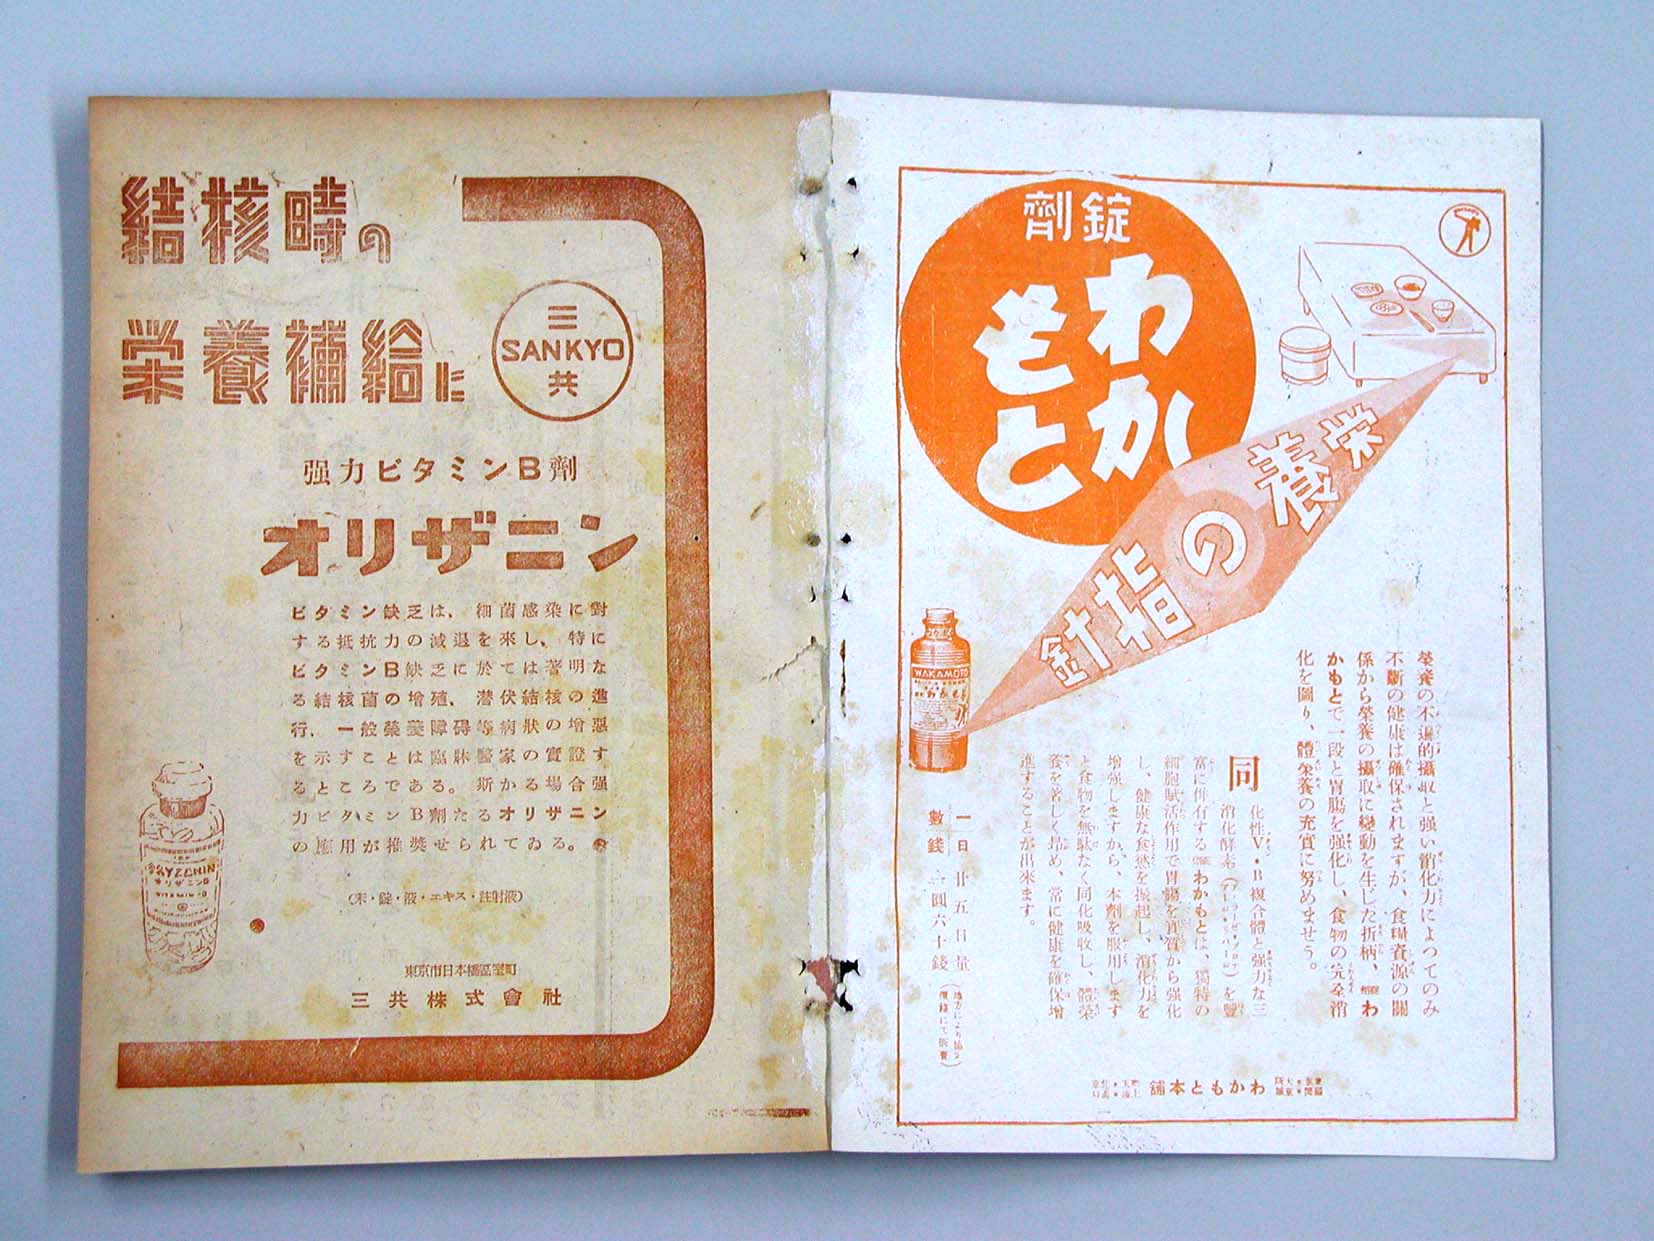 結核時の
栄養補給に
三
SANKYO
共
强力ビタミンB劑
オリザニン
ビタミン缺乏は、細菌感染に對
する抵抗力の減退を來し、特に
ビタミンB缺乏に於ては著明な
る結核菌の增殖、潜伏結核の進
行、一般榮養障碍等病狀の增惡
を示すことは臨牀醫家の實證す
るところである。斯かる場合强
力ビタミンB劑たるオリザニン
の應用が推奬せられてゐる。
(末・錠・液・エキス・注射液)
東京市日本橋區室町
三共株式會社
錠劑
わか
もと
栄養の指針
WAKAMOTO
榮養の不遍的攝取と强い消化力によつてのみ
不斷の健康は確保されますが、食糧資源の關
係から榮養の攝取に變動を生じた折柄、わ
かもとで一段と胃腸を强化し、食物の完全消
化を圖り、體榮養の充實に努めませう。
同化性V・B複合體と强力な三
消化酵素を豐
富に倂有するわかもとは、獨特の
細胞賦活作用で胃腸を實質から强化
し、健康な食慾を振起し、消化力を
增强しますから、本劑を服用します
と食物を無駄なく同化吸收し、體榮
養を著しく昂め、常に健康を確保增
進することが出來ます。
一日數錢
廿五日量
一圓六十錢
わかもと本舖